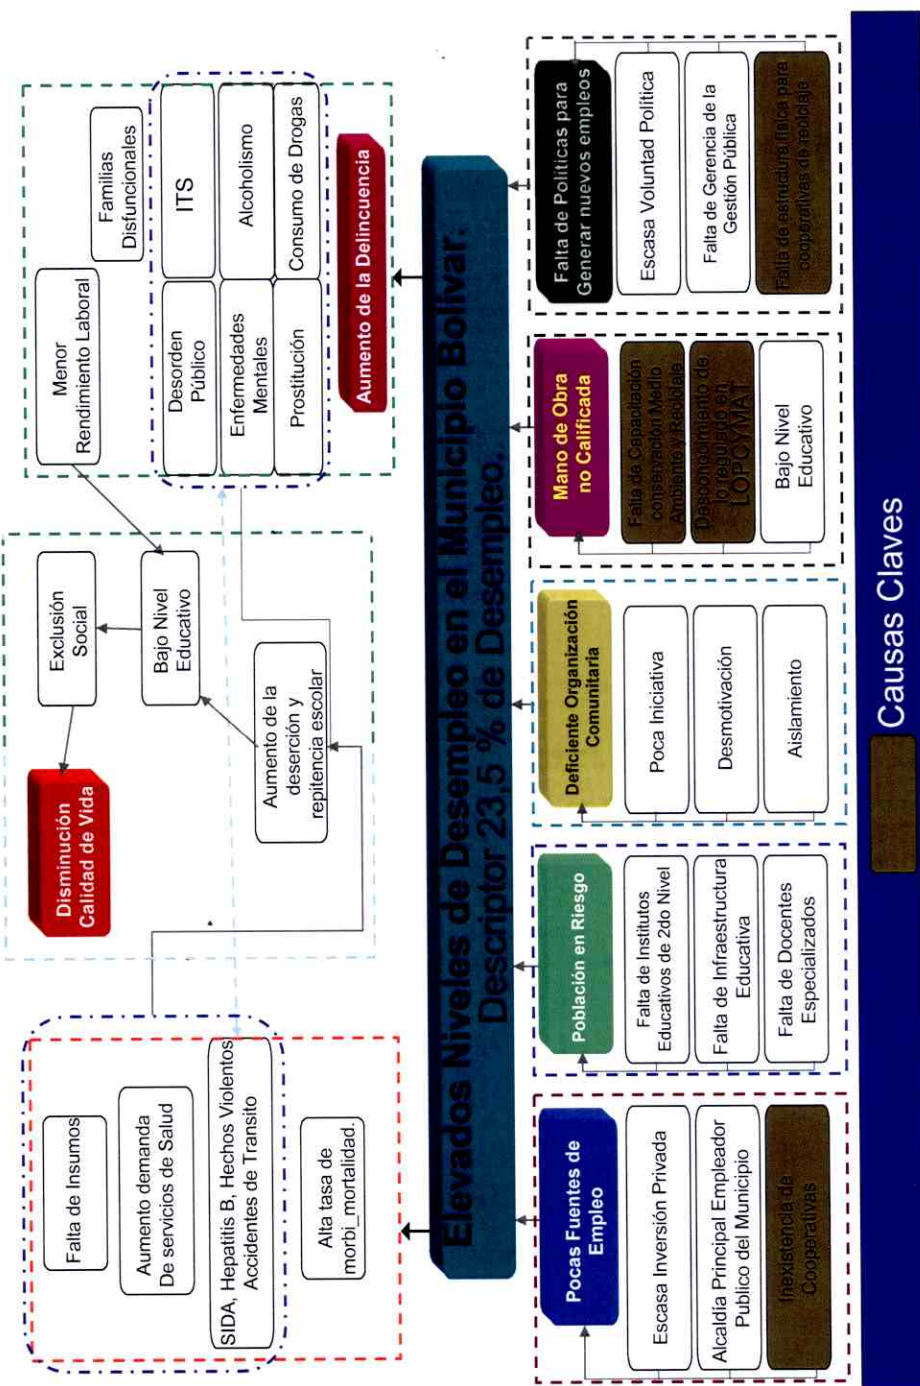 Falta de Insumos
Aumento demanda
De servicios de Salud
SIDA, Hepatitis B, Hechos Violentos
Accidentes de Transito
Alta tasa de
morbi_mortalidad.
Disminución
Calidad de Vida
Exclusión
Social
Bajo Nivel
Educativo
Aumento de la
deserción y
repitencia escolar
Menor
Rendimiento Laboral
Familias
Disfuncionales
Desorden
Público
ITS
Enfermedades
Mentales
Alcoholismo
Prostitución
Consumo de Drogas
Aumento de la Delincuencia
Elevados Niveles de Desempleo en el Municipio Bolívar.
Descriptor 23,5 % de Desempleo.
Pocas Fuentes de
Empleo
Escasa Inversión Privada
Alcaldía Principal Empleador
Publico del Municipio
Inexistencia de
Cooperativas
Población en Riesgo
Falta de Institutos
Educativos de 2do Nivel
Falta de Infraestructura
Educativa
Falta de Docentes
Especializados
Deficiente Organización
Comunitaria
Poca Iniciativa
Desmotivación
Aislamiento
Mano de Obra
no Calificada
Falta de Capacitación
conservación Medio
Ambiente y Reciclaje
Desconocimiento de
lo regulado en
LOPCYMAT
Bajo Nivel
Educativo
Falta de Políticas para
Generar nuevos empleos
Escasa Voluntad Política
Falta de Gerencia de la
Gestión Pública
Falta de estructura física para
cooperativas de reciclaje
Causas Claves